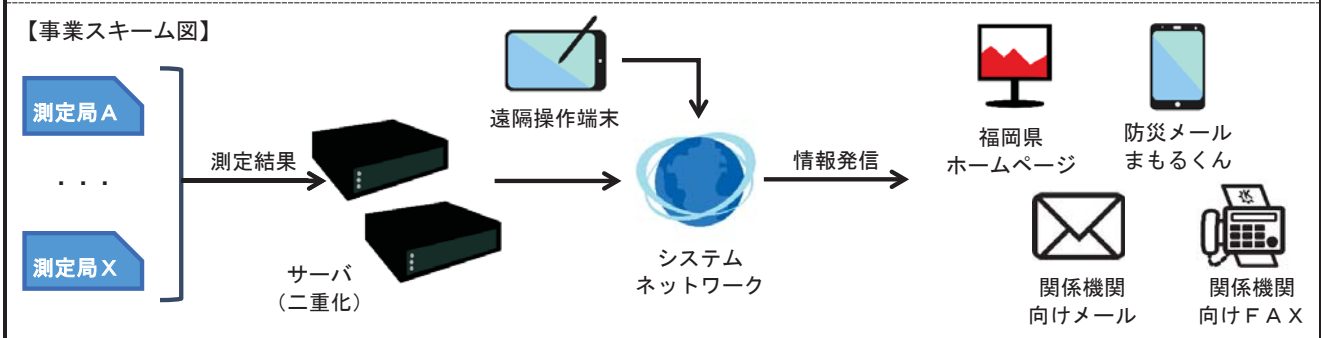 【事業スキーム図】
測定局A
・・・
測定局X
測定結果
サーバ
（二重化）
遠隔操作端末
システム
ネットワーク
情報発信
福岡県
ホームページ
防災メール
まもるくん
関係機関
向けメール
関係機関
向けＦＡＸ